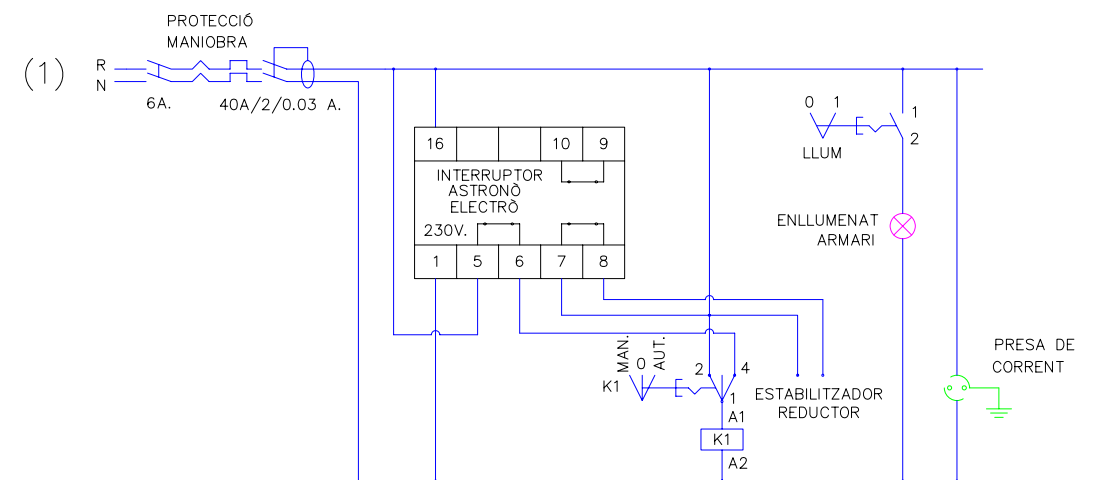 PROTECCIÓ
MANIOBRA
(1)
R
N
6A.
40A/2/0.03 A.
0 1
1
2
LLUM
16 10 9
INTERRUPTOR
ASTRONÒ
ELECTRÒ
230V.
1 5 6 7 8
ENLLUMENAT
ARMARI
MAN.
0
AUT.
K1
2
4
1
A1
K1
A2
ESTABILITZADOR
REDUCTOR
PRESA DE
CORRENT